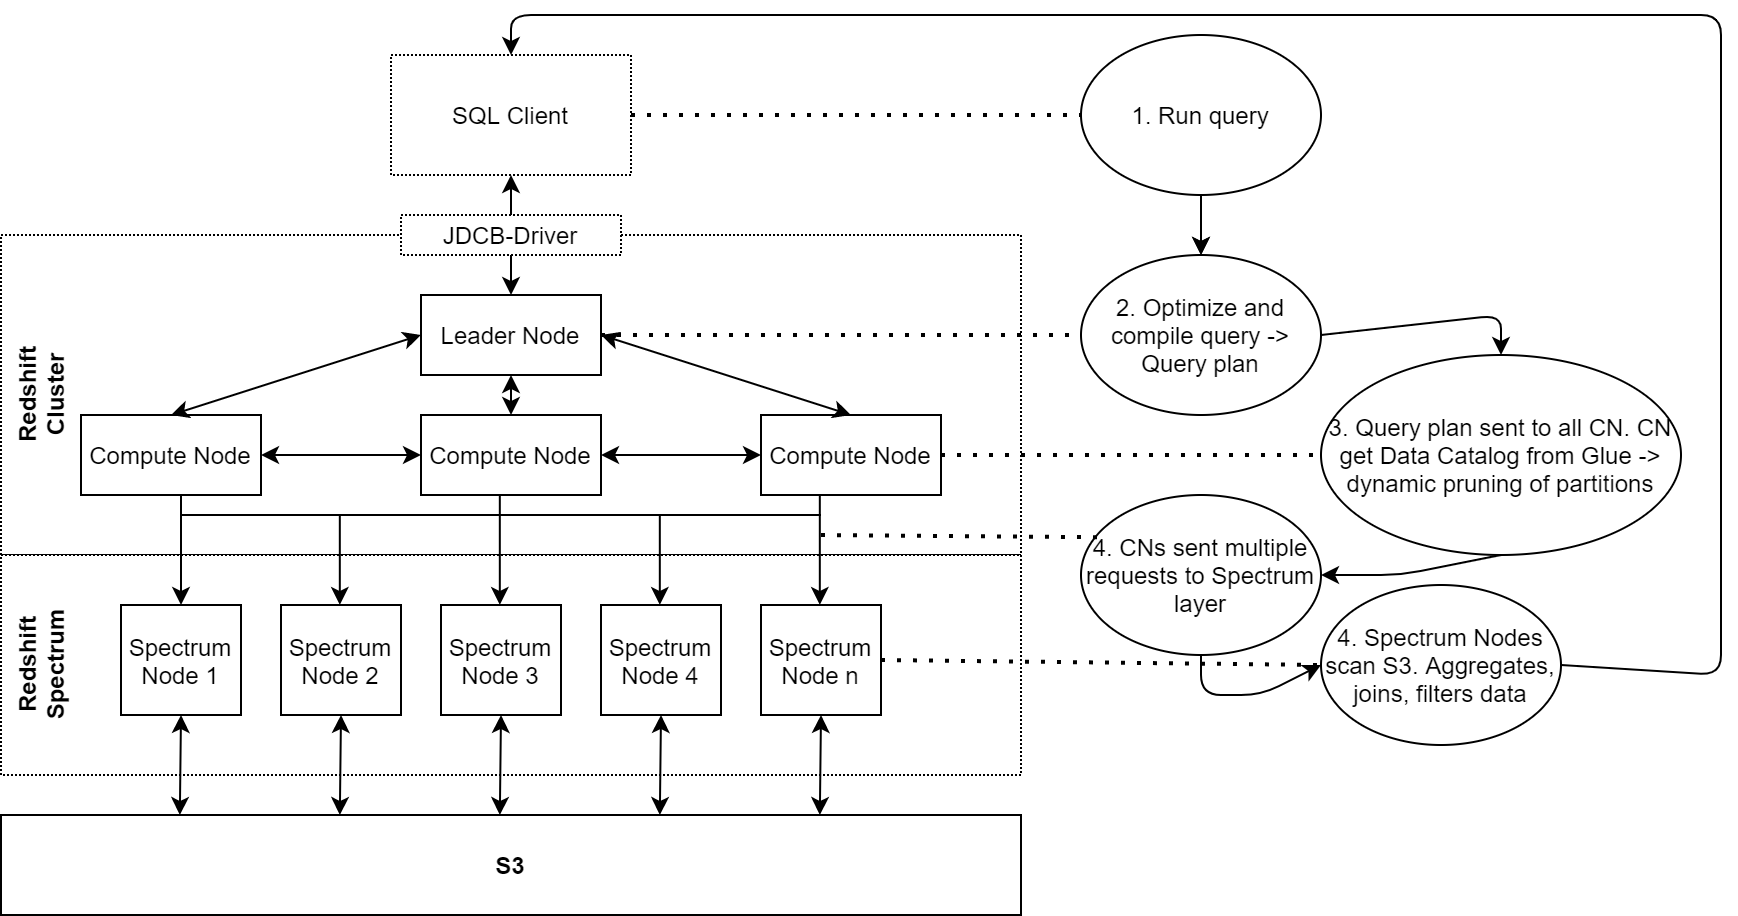 SQL Client
1. Run query
JDCB-Driver
Redshift
Cluster
Leader Node
2. Optimize and
compile query ->
Query plan
Compute Node
Compute Node
Compute Node
3. Query plan sent to all CN. CN
get Data Catalog from Glue ->
dynamic pruning of partitions
4. CNs sent multiple
requests to Spectrum
layer
Redshift
Spectrum
Spectrum
Node 1
Spectrum
Node 2
Spectrum
Node 3
Spectrum
Node 4
Spectrum
Node n
4. Spectrum Nodes
scan S3. Aggregates,
joins, filters data
S3